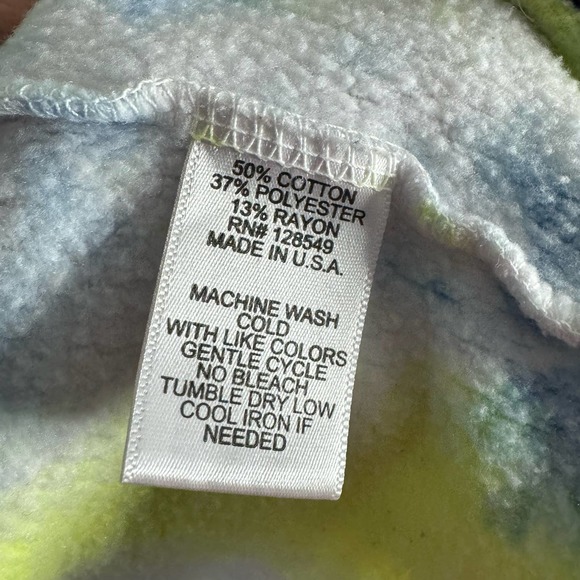 50% COTTON
37% POLYESTER
13% RAYON
RN# 128549
MADE IN U.S.A.
MACHINE WASH
COLD
WITH LIKE COLORS
GENTLE CYCLE
NO BLEACH
TUMBLE DRY LOW
COOL IRON IF
NEEDED